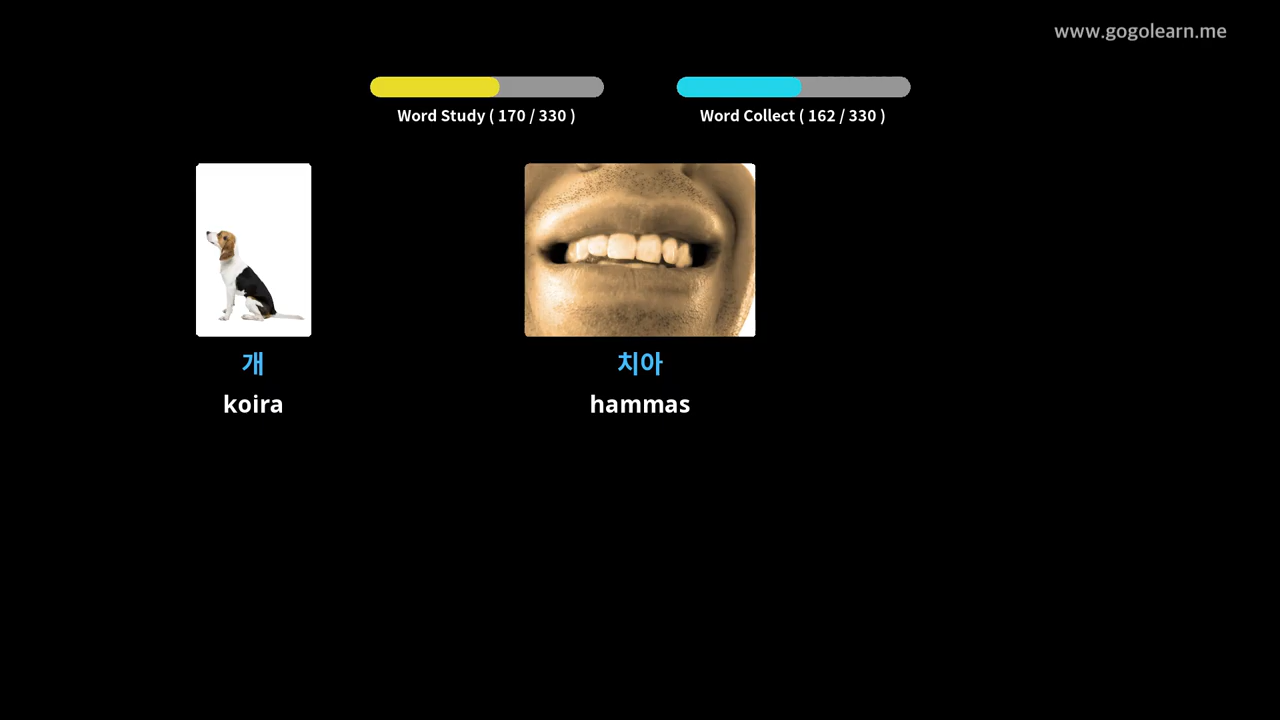 www.gogolearn.me
Word Study ( 170 / 330 )
Word Collect ( 162 / 330 )
개
koira
치아
hammas